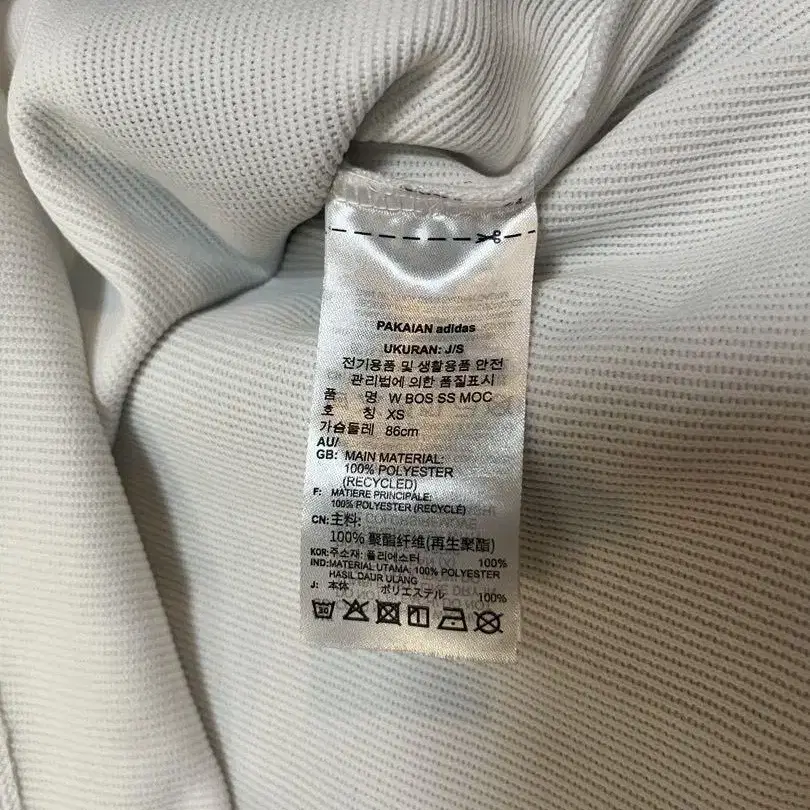 PAKAIAN adidas
UKURAN: J/S
전기용품 및 생활용품 안전
관리법에 의한 품질표시
품 명 W BOS SS MOC
호 칭 XS
가슴둘레 86cm
AU/
GB: MAIN MATERIAL:
100% POLYESTER
(RECYCLED)
F: MATIERE PRINCIPALE:
100% POLYESTER (RECYCLÉ)
CN: 主料:
100% 聚酯纤维(再生聚酯)
KOR: 주소재: 폴리에스터 100%
IND: MATERIAL UTAMA: 100% POLYESTER
HASIL DAUR ULANG
J: 本体 ポリエステル 100%
30